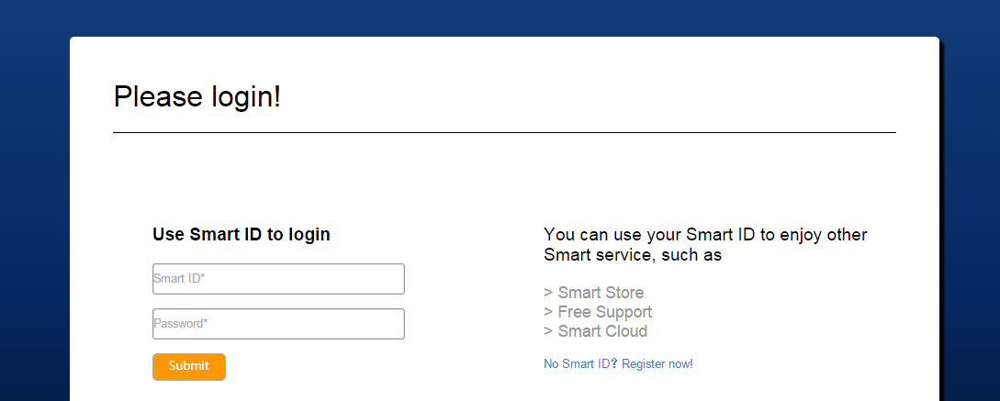 Please login!
Use Smart ID to login
Smart ID*
Password*
Submit
You can use your Smart ID to enjoy other
Smart service, such as
> Smart Store
> Free Support
> Smart Cloud
No Smart ID? Register now!